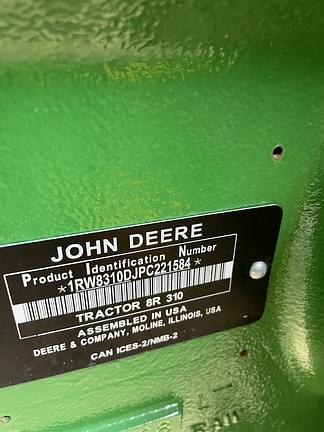 JOHN DEERE
Product Identification Number
*1RW8310DJPC221584*
TRACTOR 8R 310
ASSEMBLED IN USA
DEERE & COMPANY, MOLINE, ILLINOIS, USA
CAN ICES-2/NMB-2